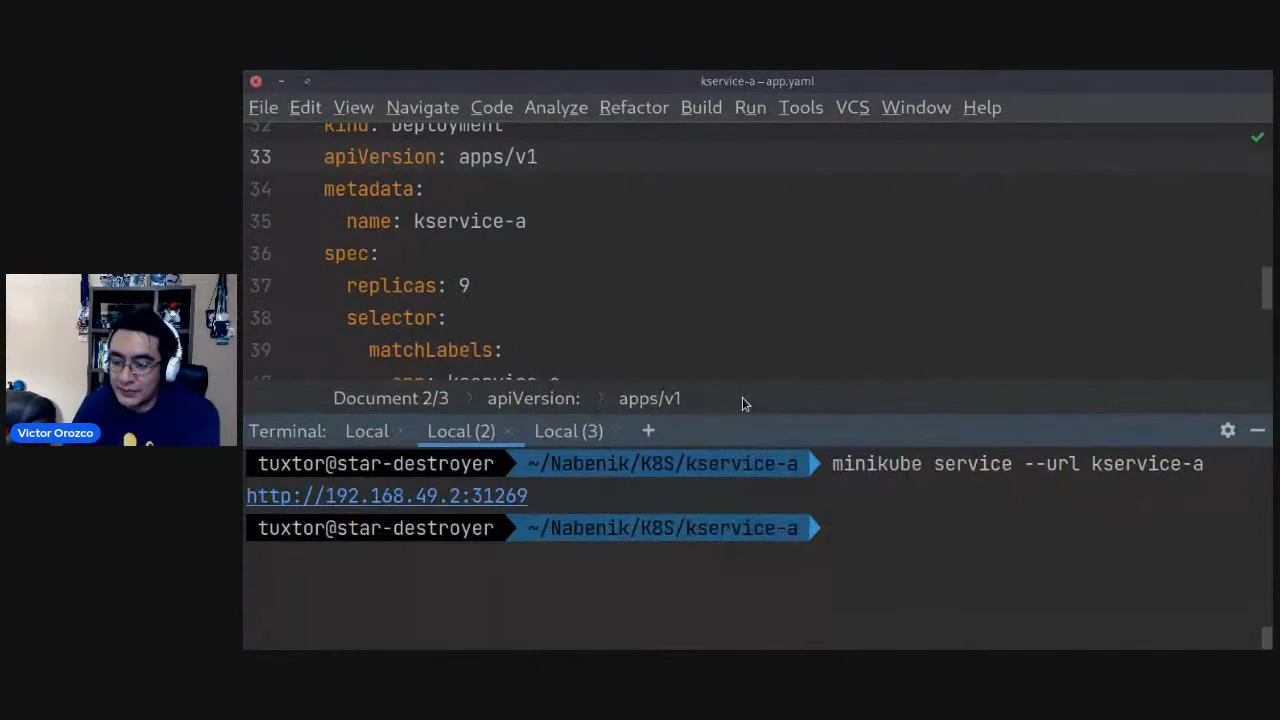 kservice-a – app.yaml
File Edit View Navigate Code Analyze Refactor Build Run Tools VCS Window Help
32 kind: Deployment
33 apiVersion: apps/v1
34 metadata:
35 name: kservice-a
36 spec:
37 replicas: 9
38 selector:
39 matchLabels:
Document 2/3 > apiVersion: > apps/v1
Terminal: Local × Local (2) × Local (3) +
tuxtor@star-destroyer ~/Nabenik/K8S/kservice-a minikube service --url kservice-a
http://192.168.49.2:31269
tuxtor@star-destroyer ~/Nabenik/K8S/kservice-a
Victor Orozco